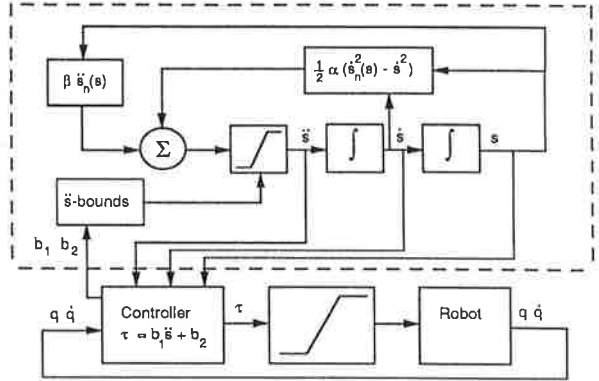 β s̈ₙ(s)
½ α (ṡₙ²(s) - ṡ²)
Σ
s̈
∫
ṡ
∫
s
s̈-bounds
b₁ b₂
q q̇
Controller
τ = b₁s̈ + b₂
τ
Robot
q q̇